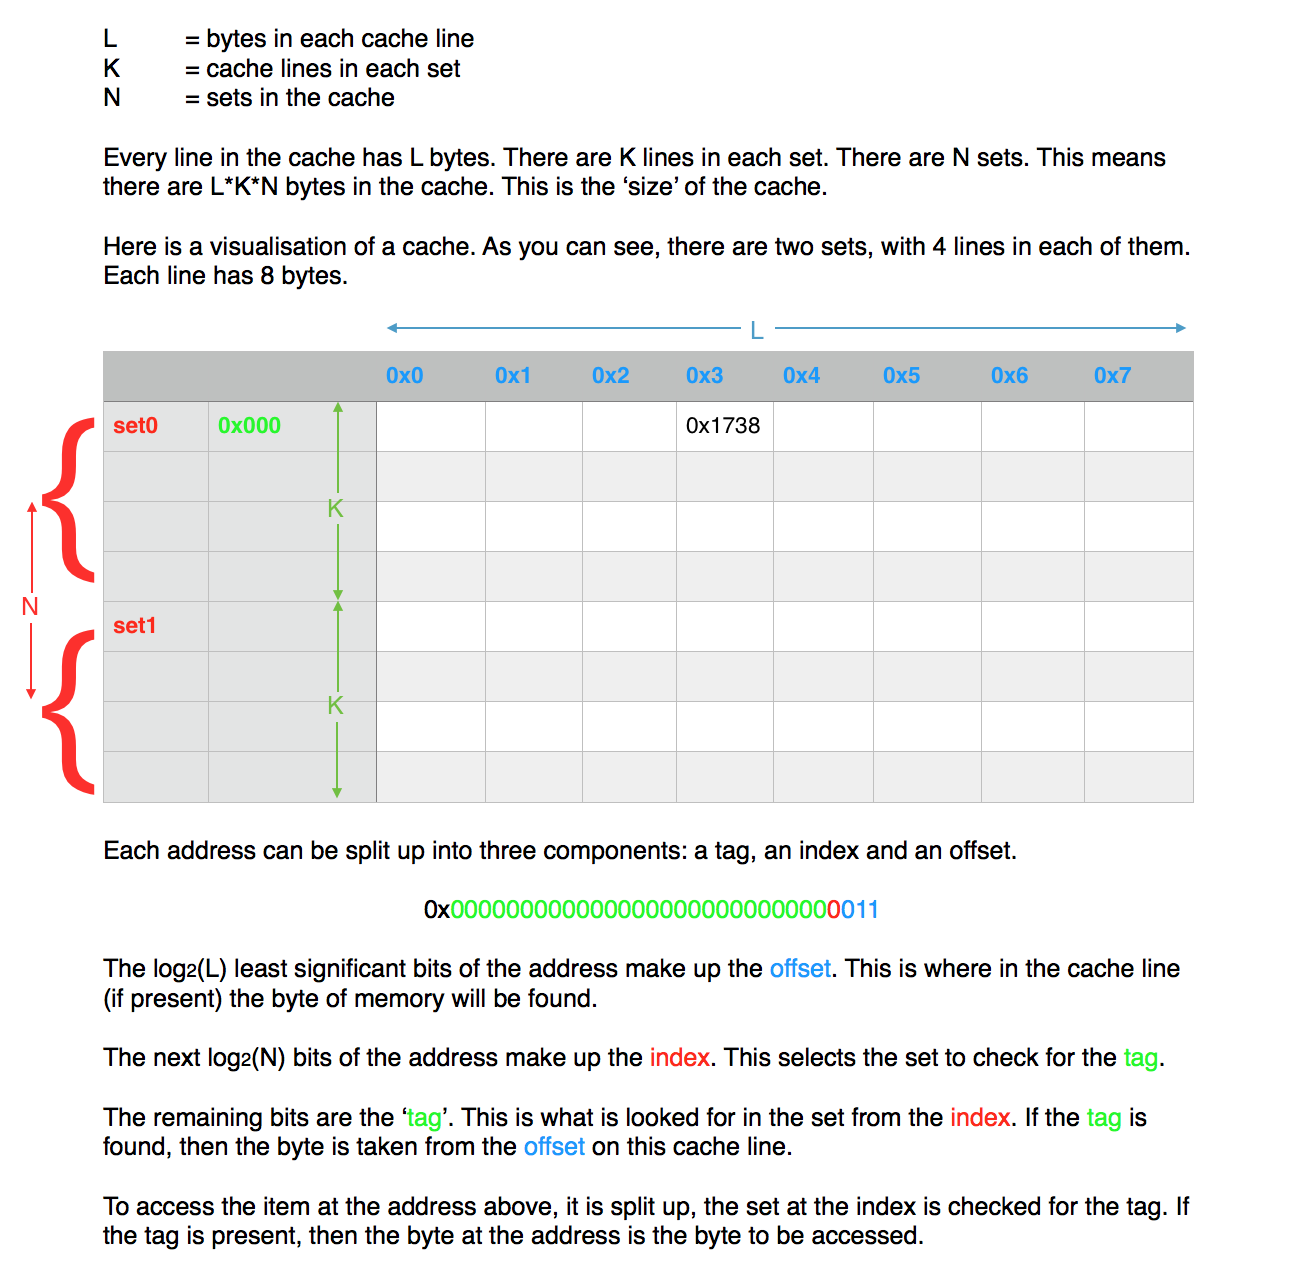 L = bytes in each cache line
K = cache lines in each set
N = sets in the cache
Every line in the cache has L bytes. There are K lines in each set. There are N sets. This means
there are L*K*N bytes in the cache. This is the ‘size’ of the cache.
Here is a visualisation of a cache. As you can see, there are two sets, with 4 lines in each of them.
Each line has 8 bytes.
L
0x0 0x1 0x2 0x3 0x4 0x5 0x6 0x7
set0 0x000 0x1738
K
N
set1
K
Each address can be split up into three components: a tag, an index and an offset.
0x0000000000000000000000000000011
The log2(L) least significant bits of the address make up the offset. This is where in the cache line
(if present) the byte of memory will be found.
The next log2(N) bits of the address make up the index. This selects the set to check for the tag.
The remaining bits are the ‘tag’. This is what is looked for in the set from the index. If the tag is
found, then the byte is taken from the offset on this cache line.
To access the item at the address above, it is split up, the set at the index is checked for the tag. If
the tag is present, then the byte at the address is the byte to be accessed.